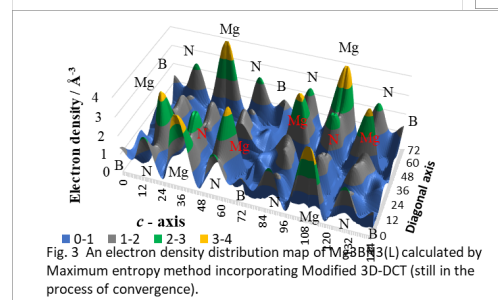 Mg
Mg
N
B
N
B
N
Mg
B
N
B
Electron density / Å⁻³
4
3
2
1
0
N
Mg
Mg
Mg
N
Mg
B
N
Mg
N
B
N
Mg
N
B
0
12
24
36
48
60
72
84
96
108
120
132
c - axis
0
12
24
36
48
60
72
Diagonal axis
0-1
1-2
2-3
3-4
Fig. 3 An electron density distribution map of Mg3BN3(L) calculated by
Maximum entropy method incorporating Modified 3D-DCT (still in the
process of convergence).